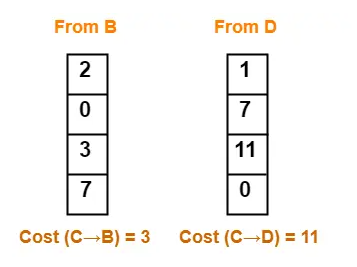 From B From D
2 1
0 7
3 11
7 0
Cost (C→B) = 3 Cost (C→D) = 11